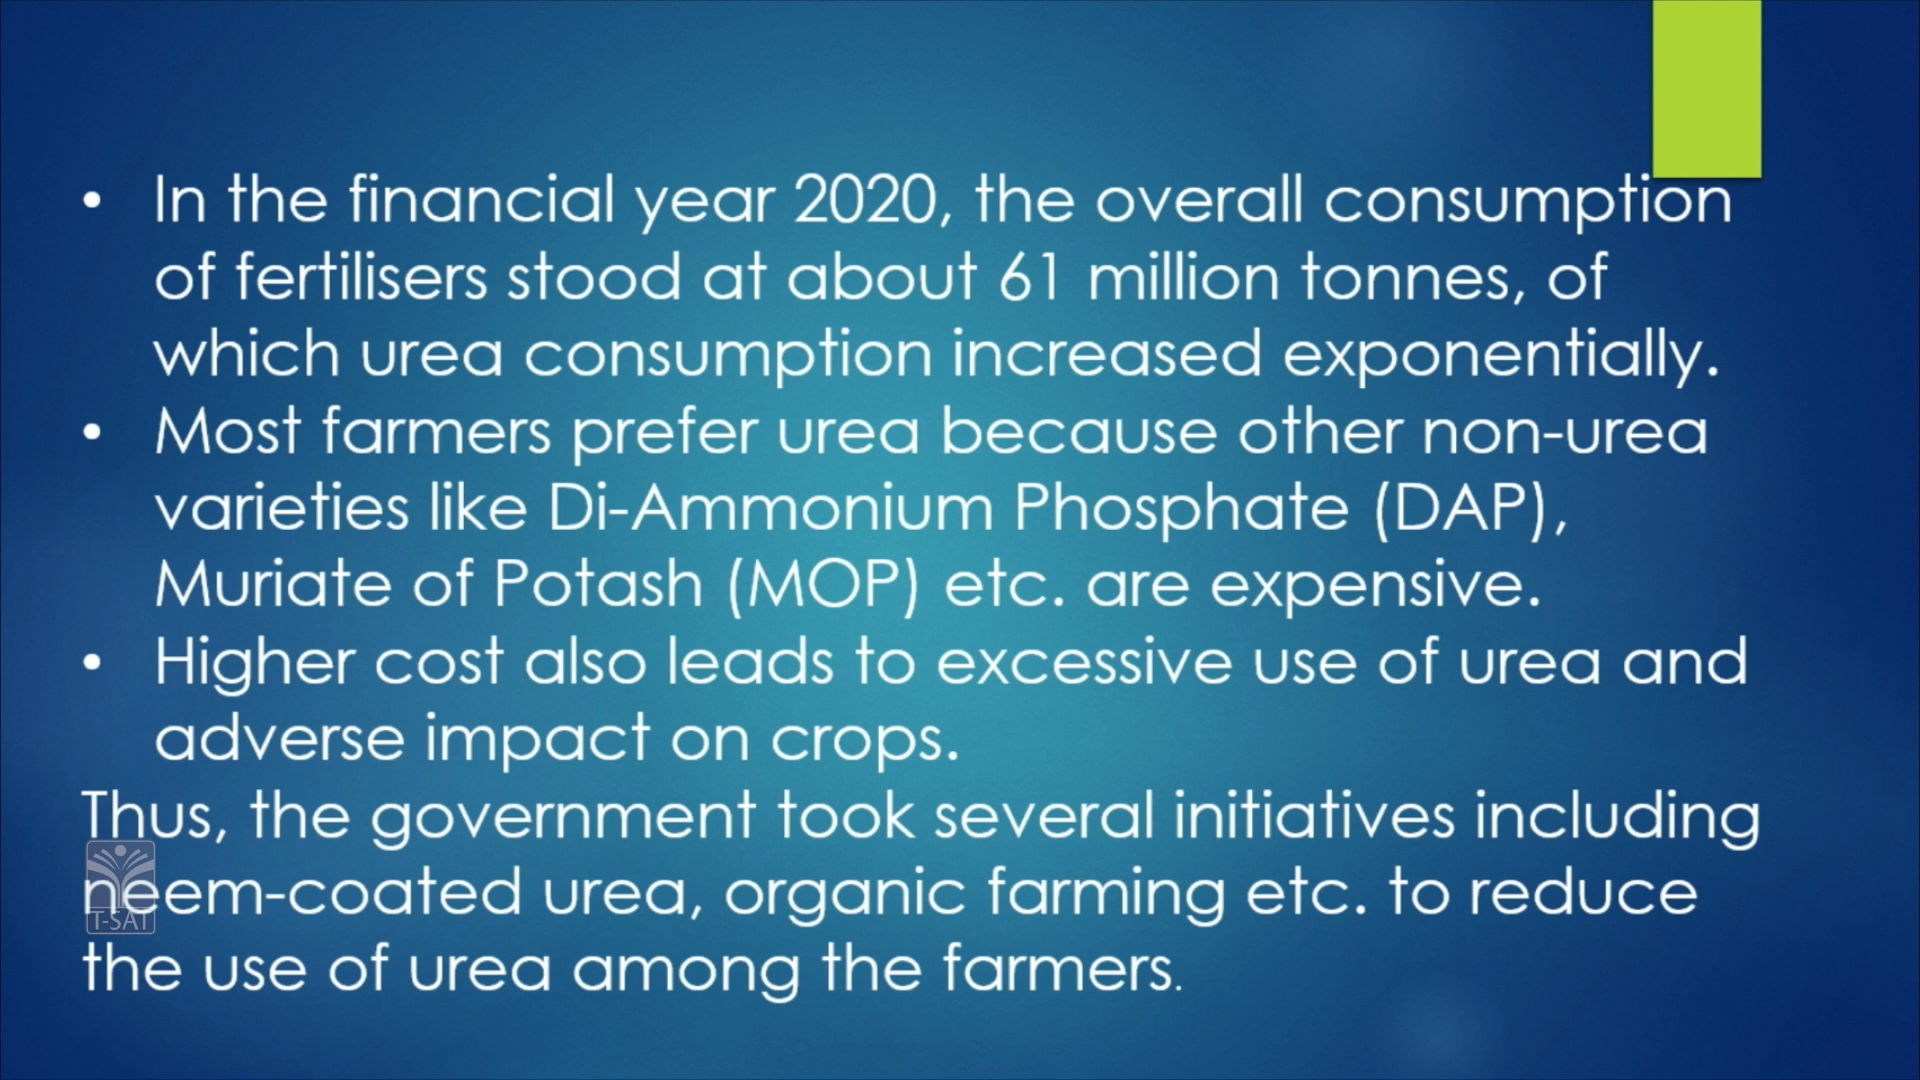 • In the financial year 2020, the overall consumption
of fertilisers stood at about 61 million tonnes, of
which urea consumption increased exponentially.
• Most farmers prefer urea because other non-urea
varieties like Di-Ammonium Phosphate (DAP),
Muriate of Potash (MOP) etc. are expensive.
• Higher cost also leads to excessive use of urea and
adverse impact on crops.
Thus, the government took several initiatives including
neem-coated urea, organic farming etc. to reduce
T-SAT
the use of urea among the farmers.